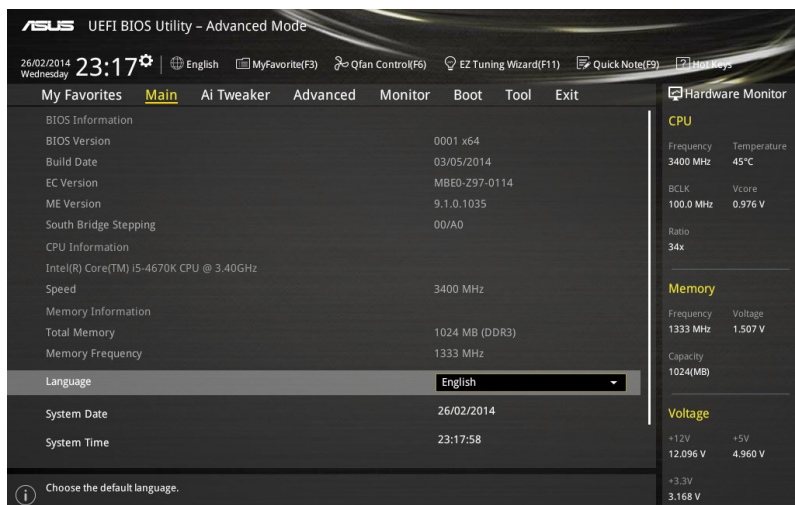 ASUS UEFI BIOS Utility – Advanced Mode
26/02/2014
Wednesday
23:17
English
MyFavorite(F3)
Qfan Control(F6)
EZ Tuning Wizard(F11)
Quick Note(F9)
? Hot Keys
My Favorites Main Ai Tweaker Advanced Monitor Boot Tool Exit
BIOS Information
BIOS Version 0001 x64
Build Date 03/05/2014
EC Version MBE0-Z97-0114
ME Version 9.1.0.1035
South Bridge Stepping 00/A0
CPU Information
Intel(R) Core(TM) i5-4670K CPU @ 3.40GHz
Speed 3400 MHz
Memory Information
Total Memory 1024 MB (DDR3)
Memory Frequency 1333 MHz
Language English
System Date 26/02/2014
System Time 23:17:58
i Choose the default language.
Hardware Monitor
CPU
Frequency Temperature
3400 MHz 45°C
BCLK Vcore
100.0 MHz 0.976 V
Ratio
34x
Memory
Frequency Voltage
1333 MHz 1.507 V
Capacity
1024(MB)
Voltage
+12V +5V
12.096 V 4.960 V
+3.3V
3.168 V